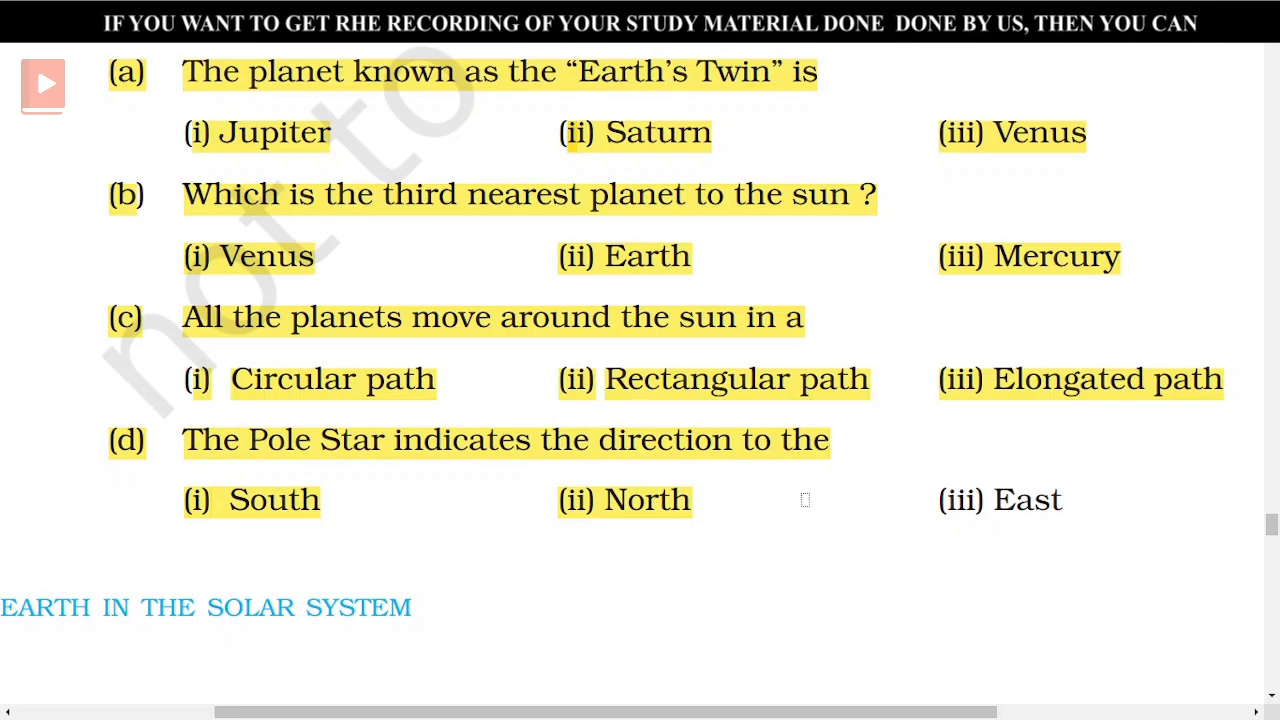 IF YOU WANT TO GET RHE RECORDING OF YOUR STUDY MATERIAL DONE DONE BY US, THEN YOU CAN
(a) The planet known as the “Earth’s Twin” is
(i) Jupiter (ii) Saturn (iii) Venus
(b) Which is the third nearest planet to the sun ?
(i) Venus (ii) Earth (iii) Mercury
(c) All the planets move around the sun in a
(i) Circular path (ii) Rectangular path (iii) Elongated path
(d) The Pole Star indicates the direction to the
(i) South (ii) North (iii) East
EARTH IN THE SOLAR SYSTEM
not to